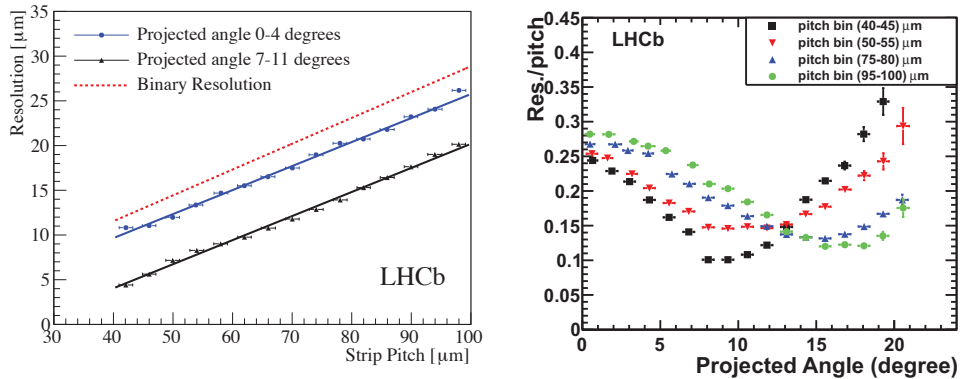 Resolution [μm]
35
30
25
20
15
10
5
0
Projected angle 0-4 degrees
Projected angle 7-11 degrees
Binary Resolution
LHCb
30 40 50 60 70 80 90 100
Strip Pitch [μm]
Res./pitch
0.45
0.4
0.35
0.3
0.25
0.2
0.15
0.1
0.05
0
LHCb
pitch bin (40-45) μm
pitch bin (50-55) μm
pitch bin (75-80) μm
pitch bin (95-100) μm
0 5 10 15 20
Projected Angle (degree)